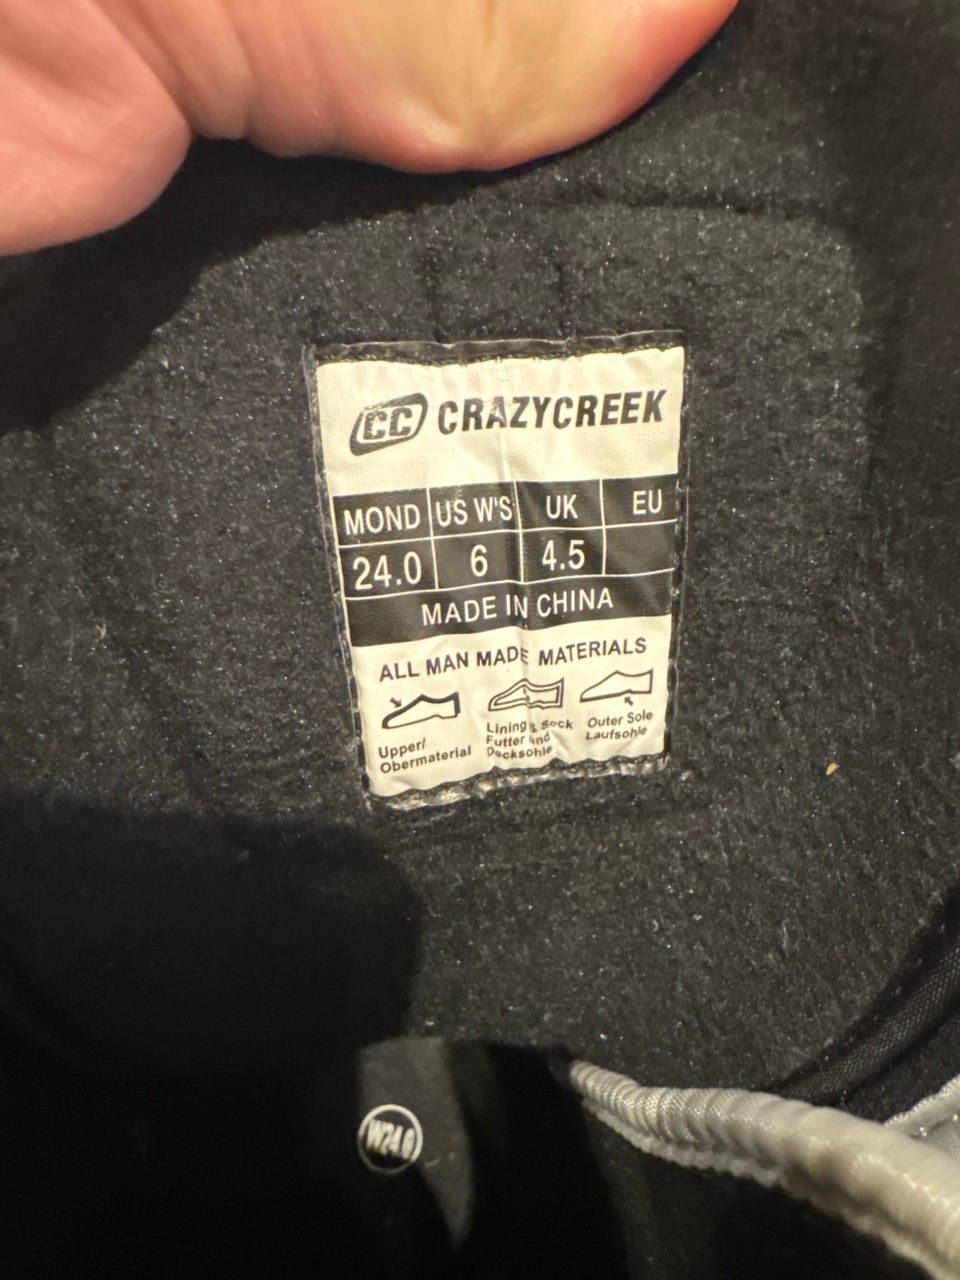 CC CRAZYCREEK
MOND US W'S UK EU
24.0 6 4.5
MADE IN CHINA
ALL MAN MADE MATERIALS
Upper/
Obermaterial
Lining & Sock
Futter und
Decksohle
Outer Sole
Laufsohle
W24.0